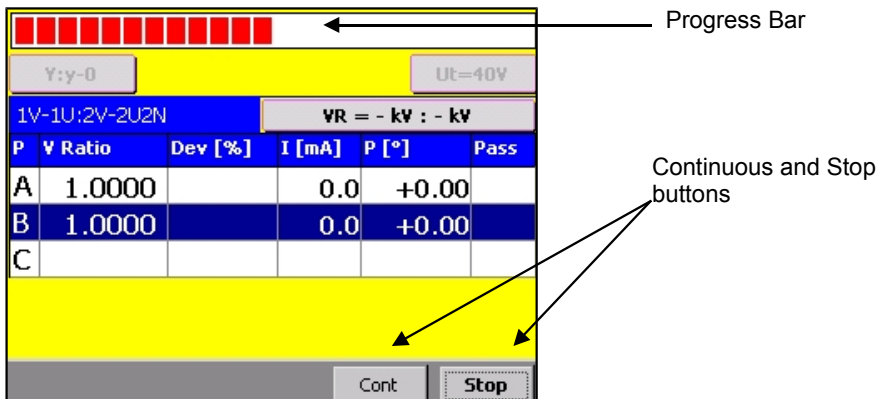 Progress Bar
Y:y-0 Ut=40V
1V-1U:2V-2U2N VR = - kV : - kV
P V Ratio Dev [%] I [mA] P [°] Pass
A 1.0000 0.0 +0.00
B 1.0000 0.0 +0.00
C
Continuous and Stop
buttons
Cont Stop